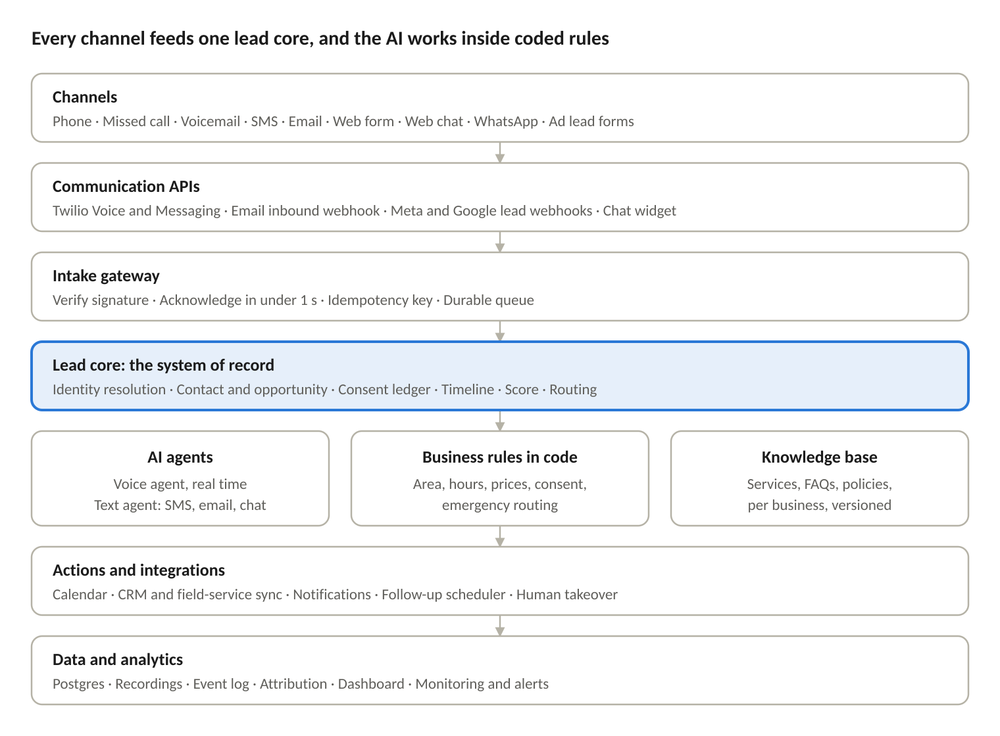 Every channel feeds one lead core, and the AI works inside coded rules
Channels
Phone · Missed call · Voicemail · SMS · Email · Web form · Web chat · WhatsApp · Ad lead forms
Communication APIs
Twilio Voice and Messaging · Email inbound webhook · Meta and Google lead webhooks · Chat widget
Intake gateway
Verify signature · Acknowledge in under 1 s · Idempotency key · Durable queue
Lead core: the system of record
Identity resolution · Contact and opportunity · Consent ledger · Timeline · Score · Routing
AI agents
Voice agent, real time
Text agent: SMS, email, chat
Business rules in code
Area, hours, prices, consent,
emergency routing
Knowledge base
Services, FAQs, policies,
per business, versioned
Actions and integrations
Calendar · CRM and field-service sync · Notifications · Follow-up scheduler · Human takeover
Data and analytics
Postgres · Recordings · Event log · Attribution · Dashboard · Monitoring and alerts